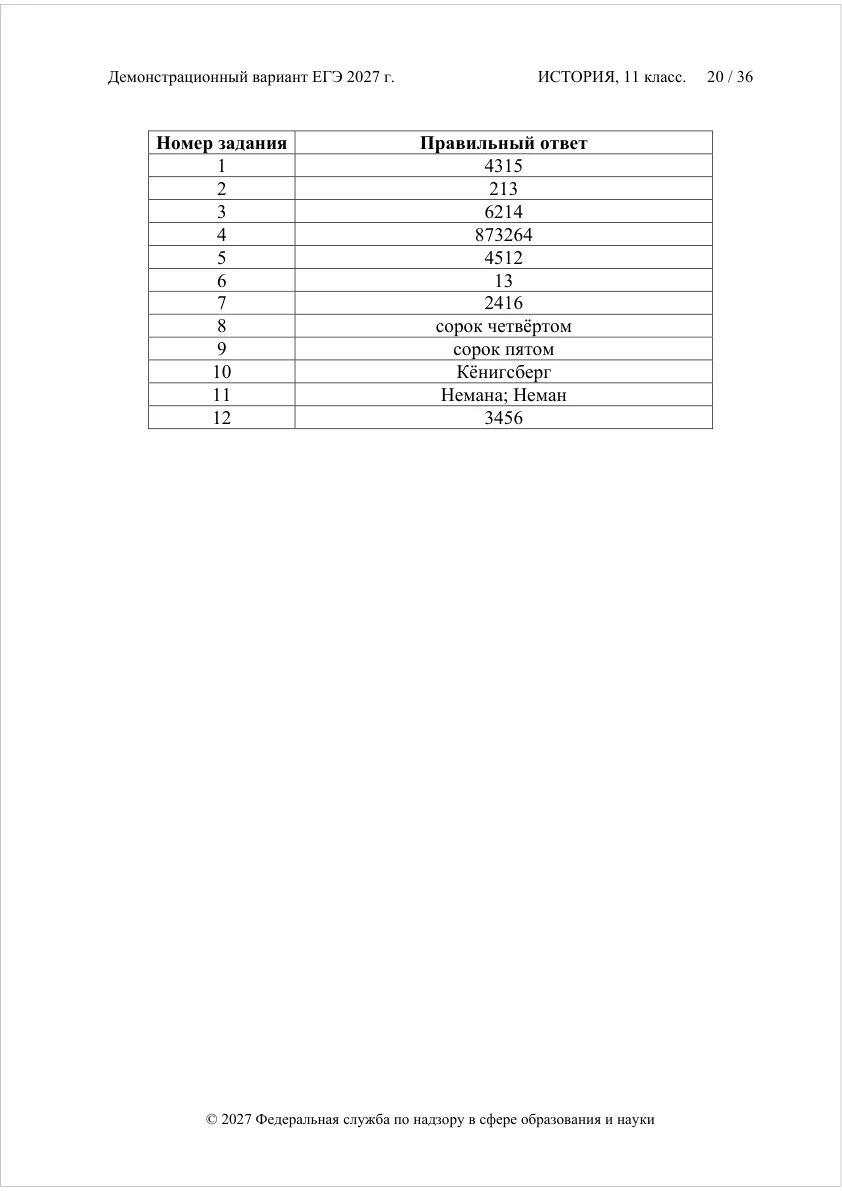 Демонстрационный вариант ЕГЭ 2027 г. ИСТОРИЯ, 11 класс. 20 / 36
Номер задания Правильный ответ
1 4315
2 213
3 6214
4 873264
5 4512
6 13
7 2416
8 сорок четвёртом
9 сорок пятом
10 Кёнигсберг
11 Немана; Неман
12 3456
© 2027 Федеральная служба по надзору в сфере образования и науки